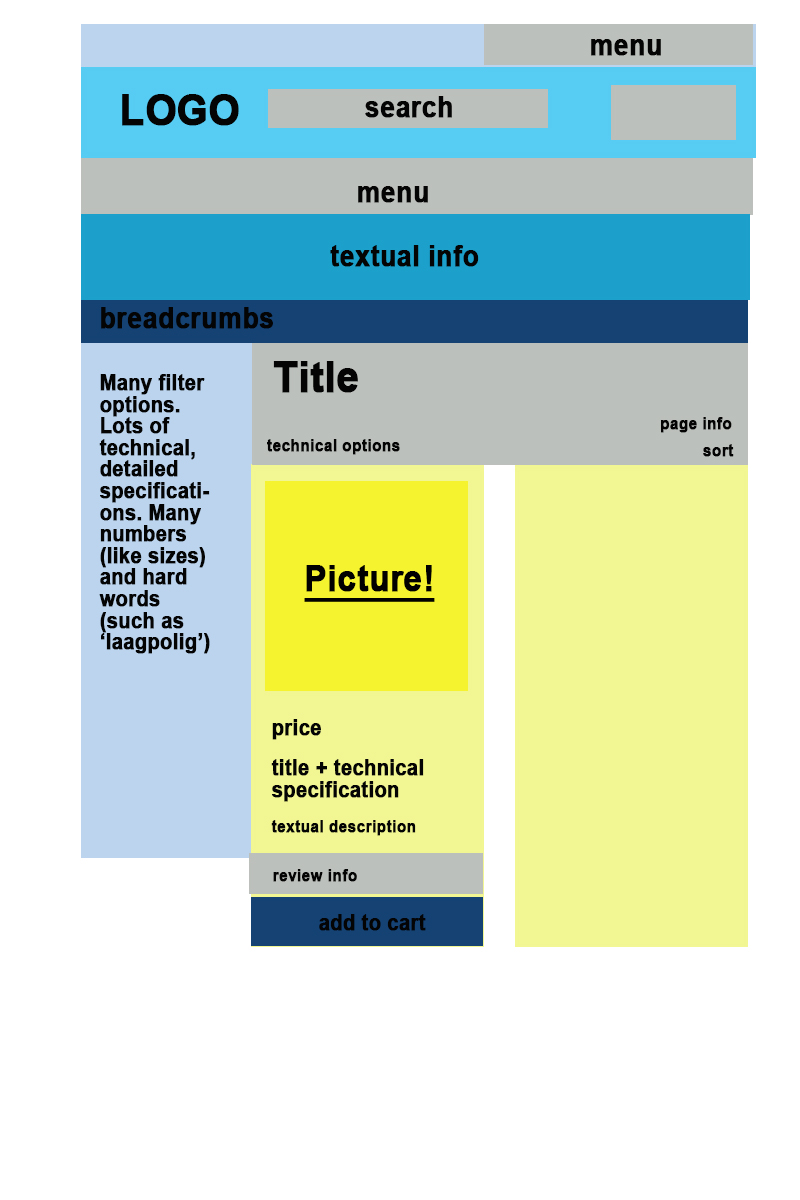 menu
LOGO
search
menu
textual info
breadcrumbs
Many filter
options.
Lots of
technical,
detailed
specificati-
ons. Many
numbers
(like sizes)
and hard
words
(such as
‘laagpolig’)
Title
page info
technical options
sort
Picture!
price
title + technical
specification
textual description
review info
add to cart